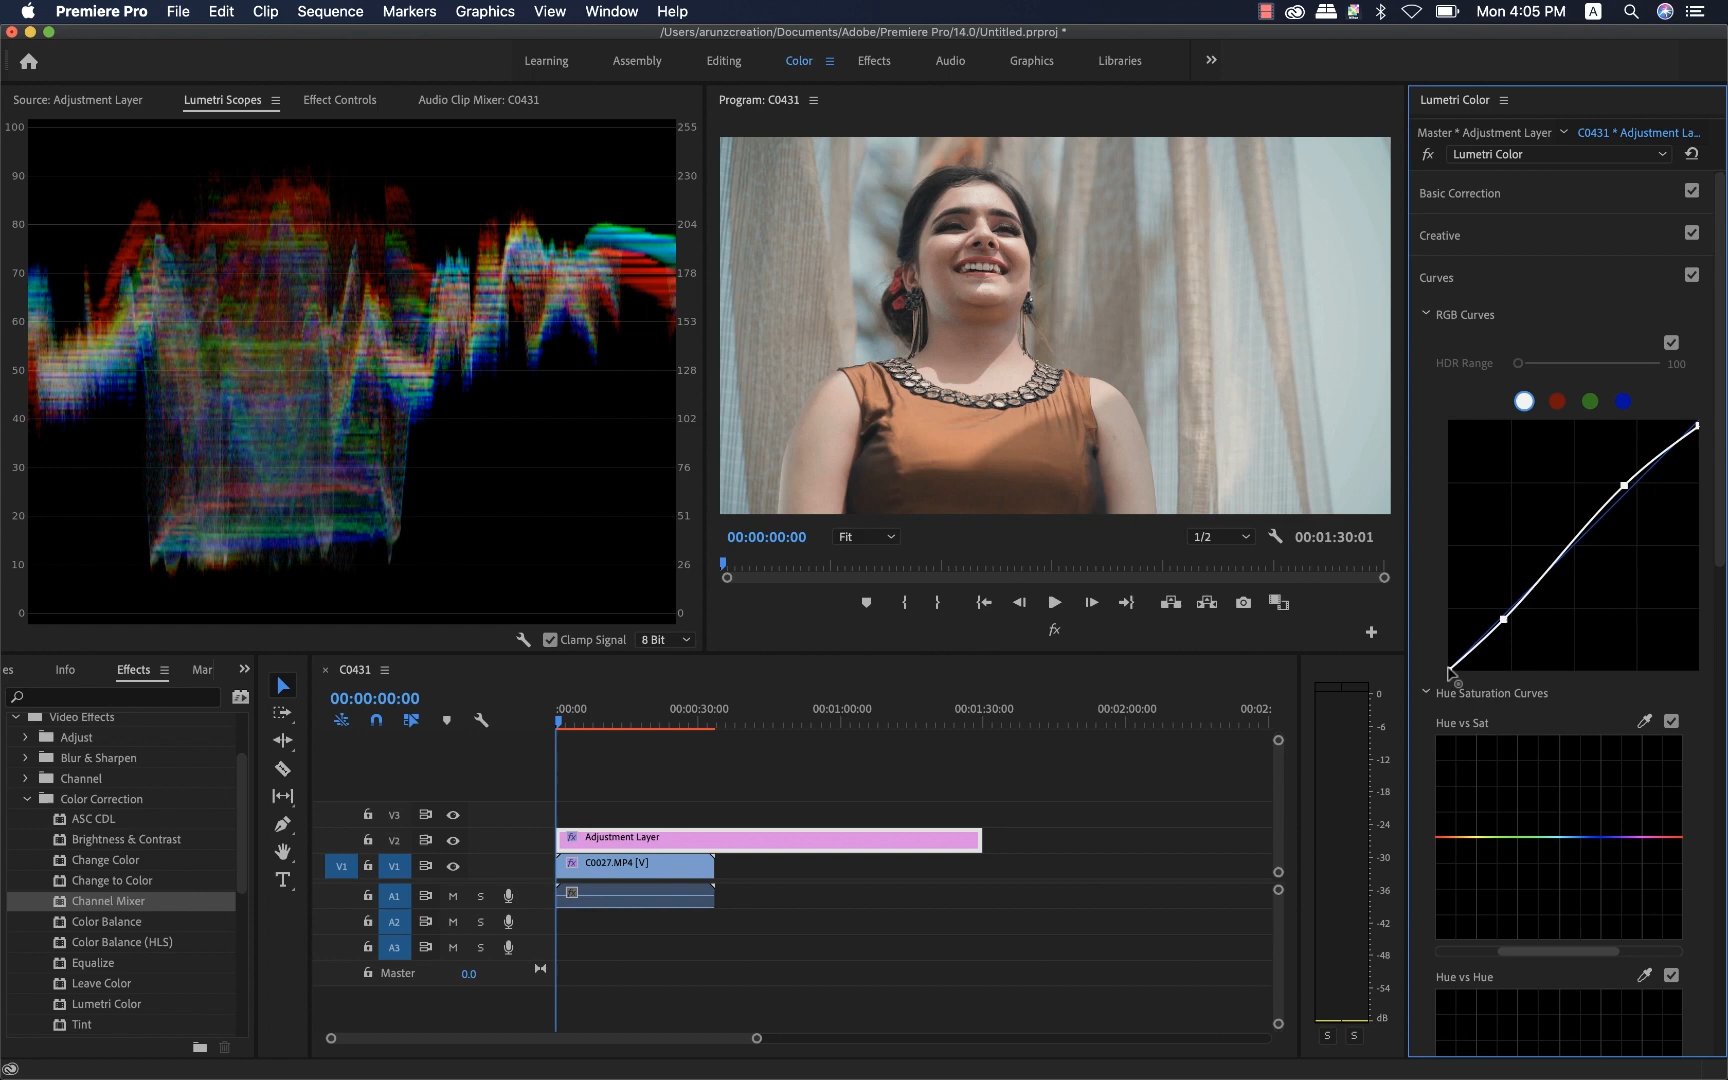 Premiere Pro File Edit Clip Sequence Markers Graphics View Window Help Mon 4:05 PM A
/Users/arunzcreation/Documents/Adobe/Premiere Pro/14.0/Untitled.prproj *
Learning Assembly Editing Color Effects Audio Graphics Libraries
Source: Adjustment Layer Lumetri Scopes Effect Controls Audio Clip Mixer: C0431
100 255
90 230
80 204
70 178
60 153
50 128
40 102
30 76
20 51
10 26
0 0
Clamp Signal 8 Bit
Program: C0431
00:00:00:00 Fit 1/2 00:01:30:01
fx
Lumetri Color
Master * Adjustment Layer C0431 * Adjustment La...
fx Lumetri Color
Basic Correction
Creative
Curves
RGB Curves
HDR Range 100
Hue Saturation Curves
Hue vs Sat
Hue vs Hue
es Info Effects Mar
Video Effects
Adjust
Blur & Sharpen
Channel
Color Correction
ASC CDL
Brightness & Contrast
Change Color
Change to Color
Channel Mixer
Color Balance
Color Balance (HLS)
Equalize
Leave Color
Lumetri Color
Tint
× C0431
00:00:00:00
:00:00 00:00:30:00 00:01:00:00 00:01:30:00 00:02:00:00 00:02:
V3
V2 fx Adjustment Layer
V1 V1 fx C0027.MP4 [V]
A1 M S
A2 M S
A3 M S
Master 0.0
0
-6
-12
-18
-24
-30
-36
-42
-48
-54
dB
S S